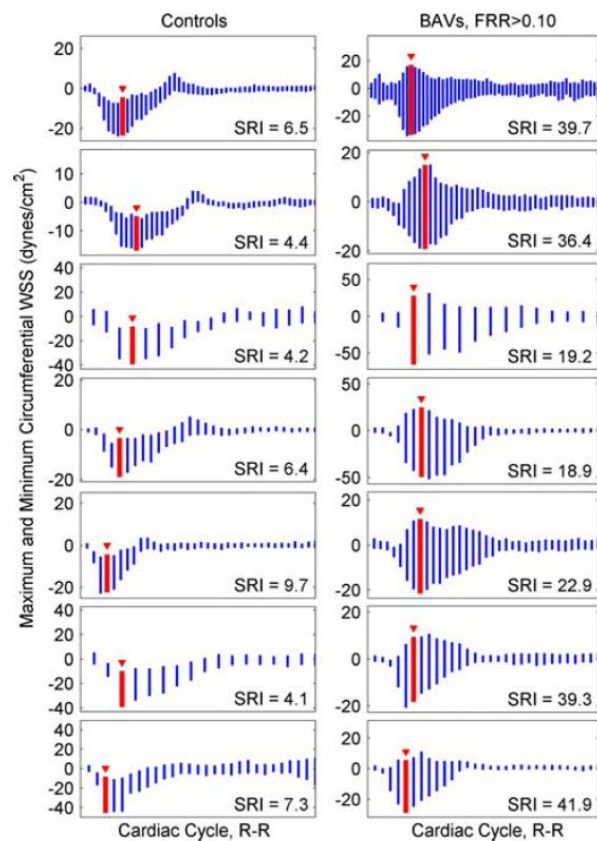 Controls
BAVs, FRR>0.10
Maximum and Minimum Circumferential WSS (dynes/cm²)
20
0
-20
SRI = 6.5
20
0
-20
SRI = 39.7
10
0
-10
SRI = 4.4
20
0
-20
SRI = 36.4
40
20
0
-20
-40
SRI = 4.2
50
0
-50
SRI = 19.2
20
0
-20
SRI = 6.4
50
0
-50
SRI = 18.9
20
0
-20
SRI = 9.7
20
0
-20
SRI = 22.9
40
20
0
-20
-40
SRI = 4.1
20
0
-20
SRI = 39.3
40
20
0
-20
-40
SRI = 7.3
20
0
-20
SRI = 41.9
Cardiac Cycle, R-R
Cardiac Cycle, R-R